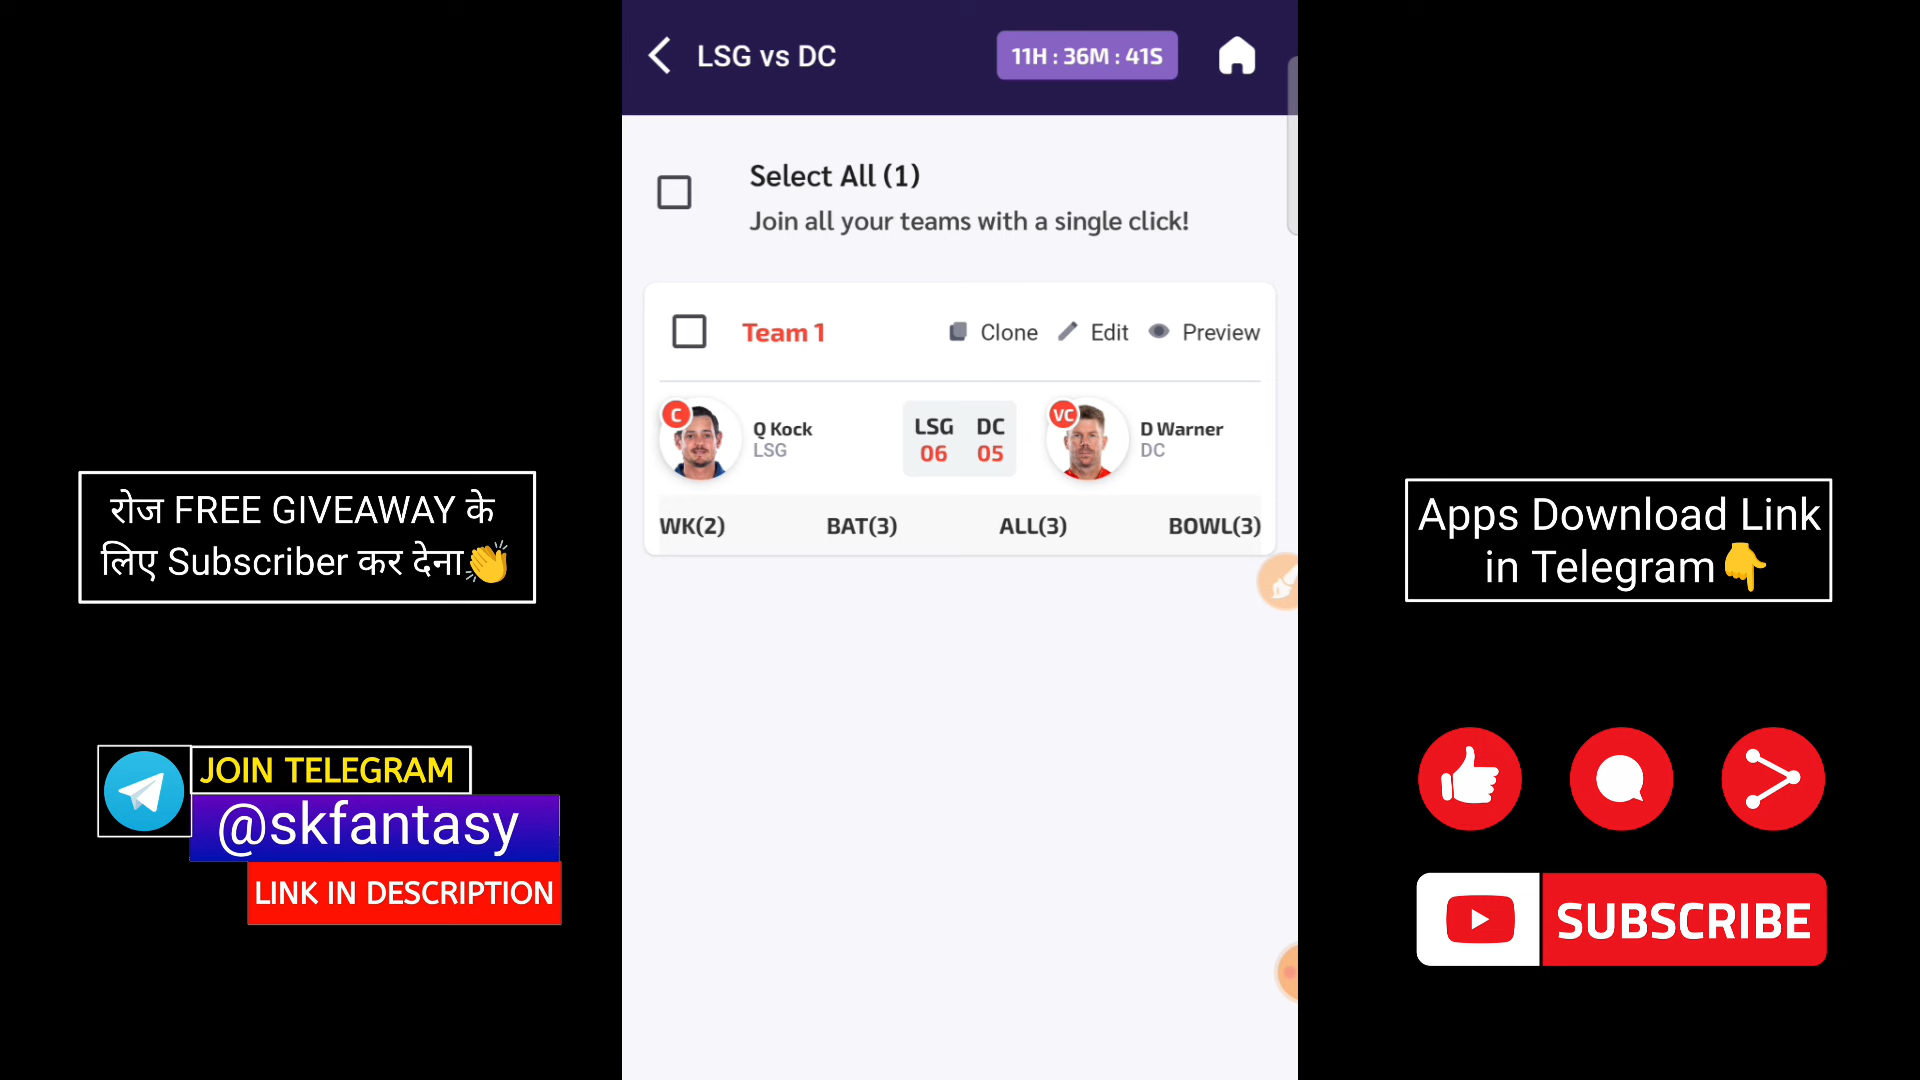 LSG vs DC
11H : 36M : 41S
Select All (1)
Join all your teams with a single click!
Team 1
Clone
Edit
Preview
C
Q Kock
LSG
LSG DC
06 05
VC
D Warner
DC
WK(2)
BAT(3)
ALL(3)
BOWL(3)
रोज FREE GIVEAWAY के
लिए Subscriber कर देना👏
JOIN TELEGRAM
@skfantasy
LINK IN DESCRIPTION
Apps Download Link
in Telegram👇
SUBSCRIBE